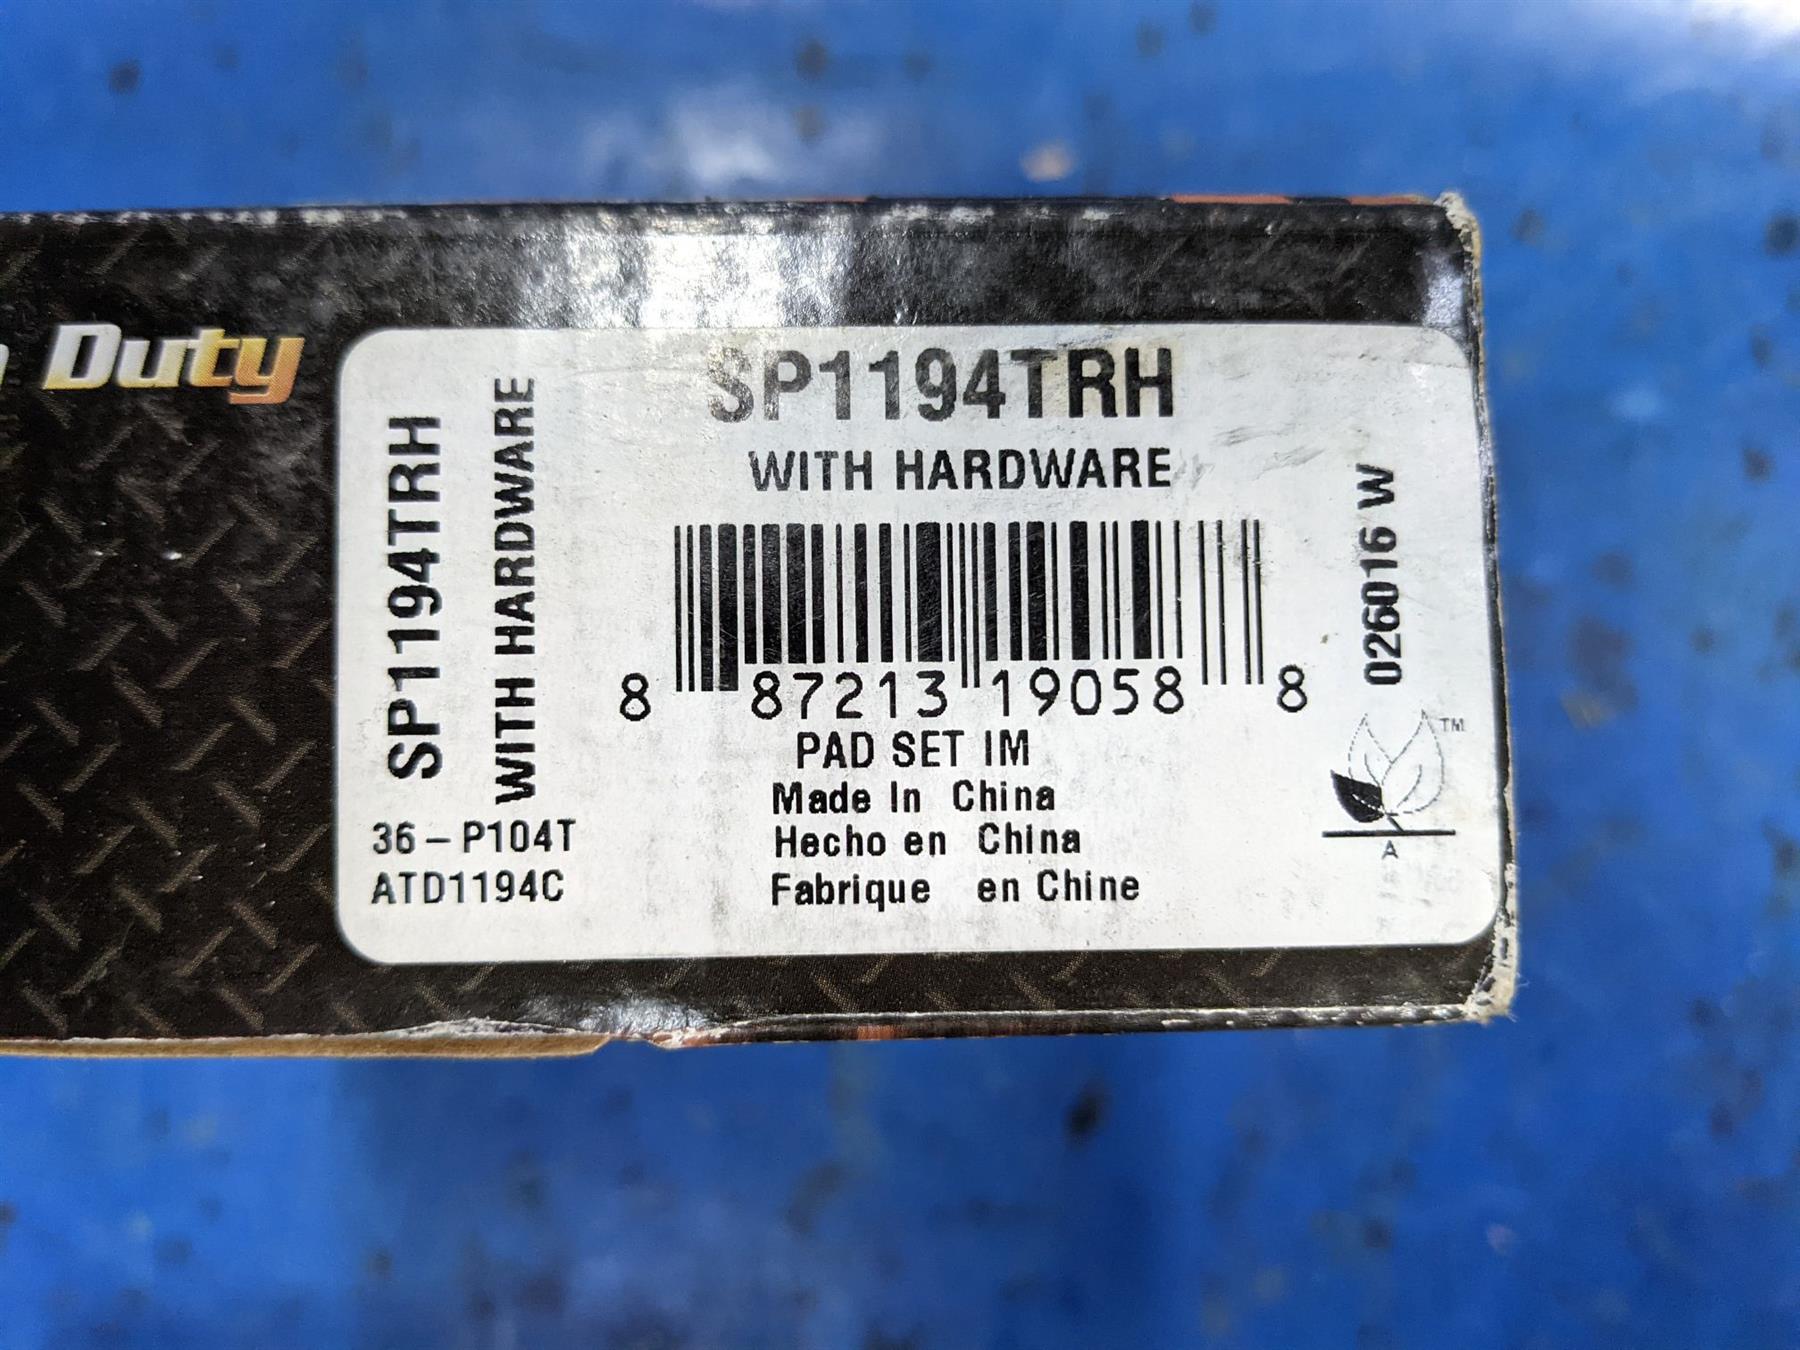 Duty
SP1194TRH
WITH HARDWARE
SP1194TRH
WITH HARDWARE
8 87213 19058 8
PAD SET IM
Made In China
Hecho en China
Fabrique en Chine
36-P104T
ATD1194C
026016 W
TM
A